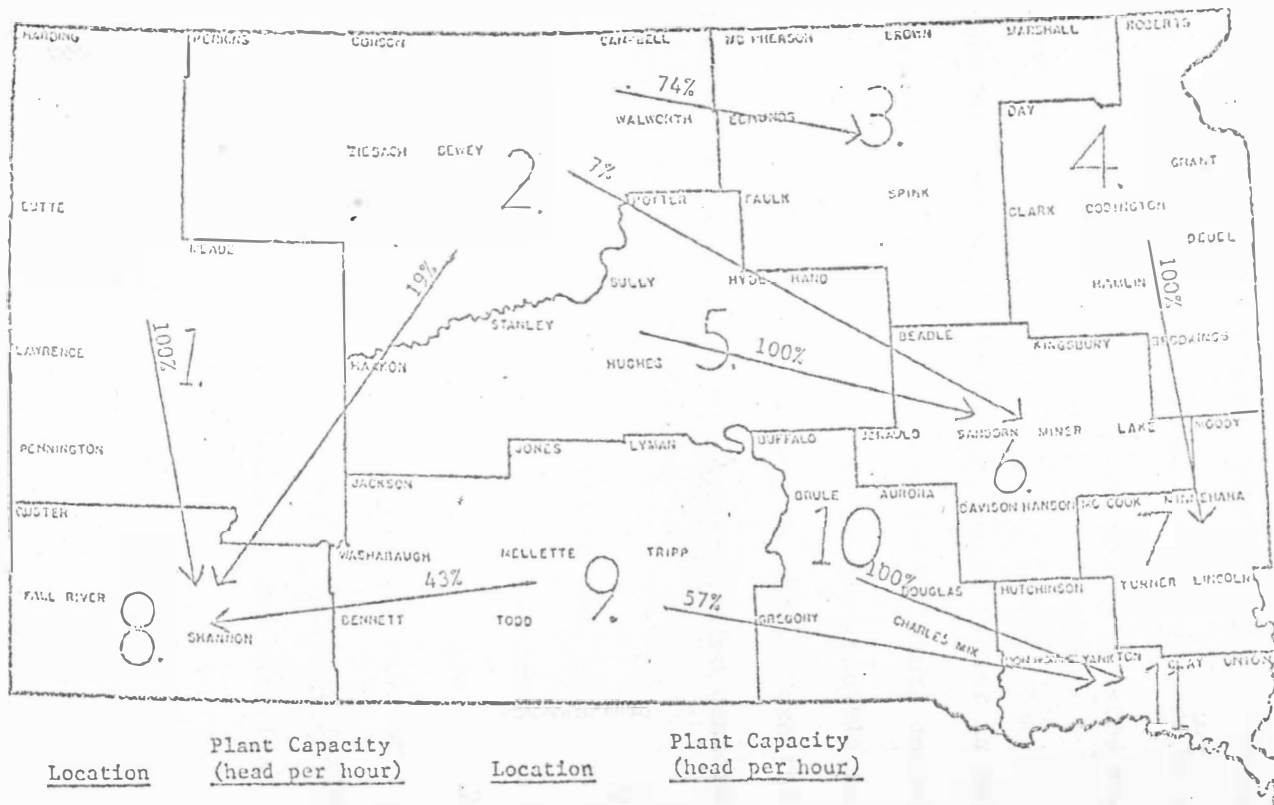 HARDING PERKINS CORSON CAMPBELL MC PHERSON BROWN MARSHALL ROBERTS
74%
WALWORTH EDMUNDS 3. DAY
ZIEBACH DEWEY 2. 7% 4. GRANT
BUTTE POTTER FAULK SPINK CLARK CODINGTON
DEUEL
MEADE 19% SULLY HYDE HAND HAMLIN 100%
STANLEY
LAWRENCE 100% 1. HAAKON HUGHES 5. 100% BEADLE KINGSBURY BROOKINGS
PENNINGTON JONES LYMAN BUFFALO JERAULD SANBORN MINER LAKE MOODY
JACKSON 6.
CUSTER BRULE AURORA DAVISON HANSON MC COOK MINNEHAHA
10 7
WASHABAUGH MELLETTE TRIPP
FALL RIVER 8. 43% 9. 100% DOUGLAS HUTCHINSON TURNER LINCOLN
57%
SHANNON BENNETT TODD GREGORY CHARLES MIX
YANKTON CLAY UNION
11
Plant Capacity Plant Capacity
Location (head per hour) Location (head per hour)